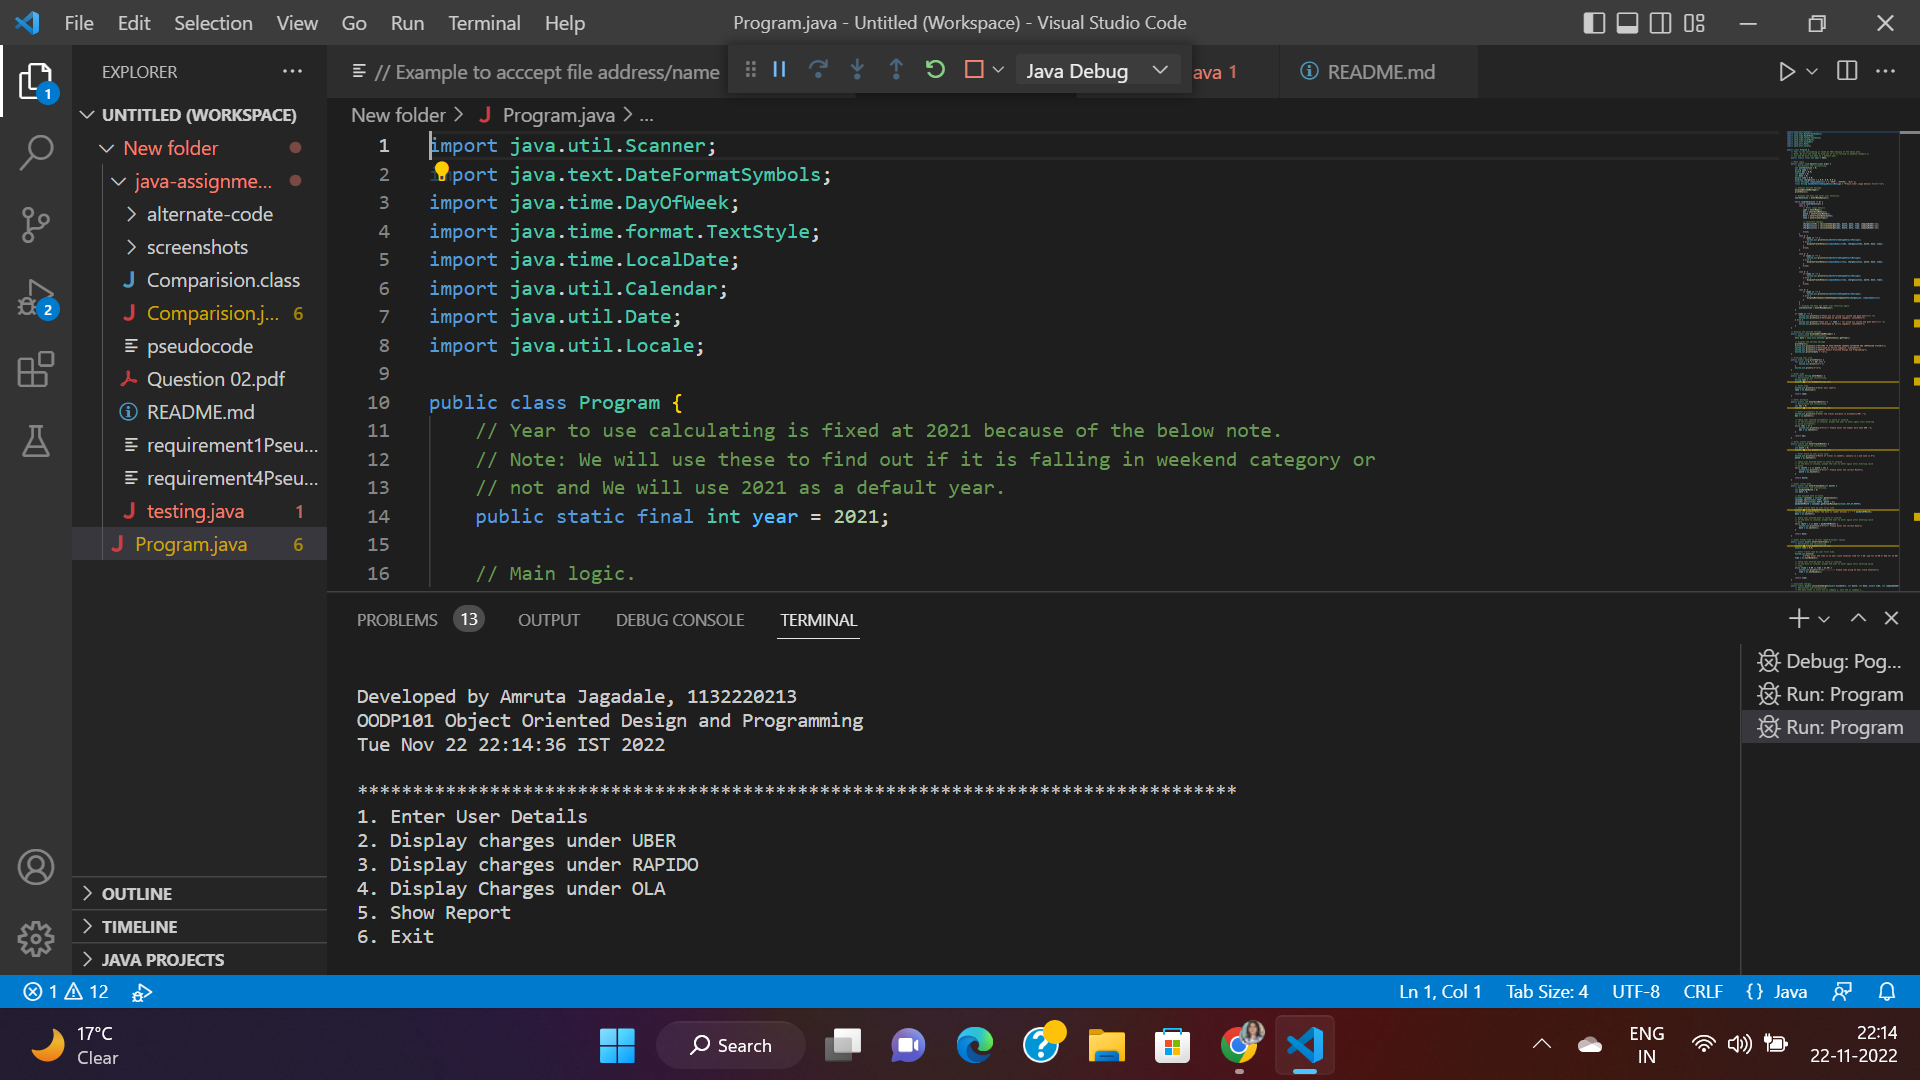 File Edit Selection View Go Run Terminal Help
Program.java - Untitled (Workspace) - Visual Studio Code
EXPLORER
// Example to acccept file address/name
Java Debug
ava 1
README.md
1
UNTITLED (WORKSPACE)
New folder
java-assignme...
alternate-code
screenshots
Comparision.class
Comparision.j... 6
pseudocode
Question 02.pdf
README.md
requirement1Pseu...
requirement4Pseu...
testing.java 1
Program.java 6
2
OUTLINE
TIMELINE
JAVA PROJECTS
New folder > Program.java > ...
1 import java.util.Scanner;
2 import java.text.DateFormatSymbols;
3 import java.time.DayOfWeek;
4 import java.time.format.TextStyle;
5 import java.time.LocalDate;
6 import java.util.Calendar;
7 import java.util.Date;
8 import java.util.Locale;
9
10 public class Program {
11 // Year to use calculating is fixed at 2021 because of the below note.
12 // Note: We will use these to find out if it is falling in weekend category or
13 // not and We will use 2021 as a default year.
14 public static final int year = 2021;
15
16 // Main logic.
PROBLEMS 13 OUTPUT DEBUG CONSOLE TERMINAL
Developed by Amruta Jagadale, 1132220213
OODP101 Object Oriented Design and Programming
Tue Nov 22 22:14:36 IST 2022
********************************************************************************
1. Enter User Details
2. Display charges under UBER
3. Display charges under RAPIDO
4. Display Charges under OLA
5. Show Report
6. Exit
Debug: Pog...
Run: Program
Run: Program
1 12
Ln 1, Col 1 Tab Size: 4 UTF-8 CRLF {} Java
17°C
Clear
Search
ENG
IN
22:14
22-11-2022